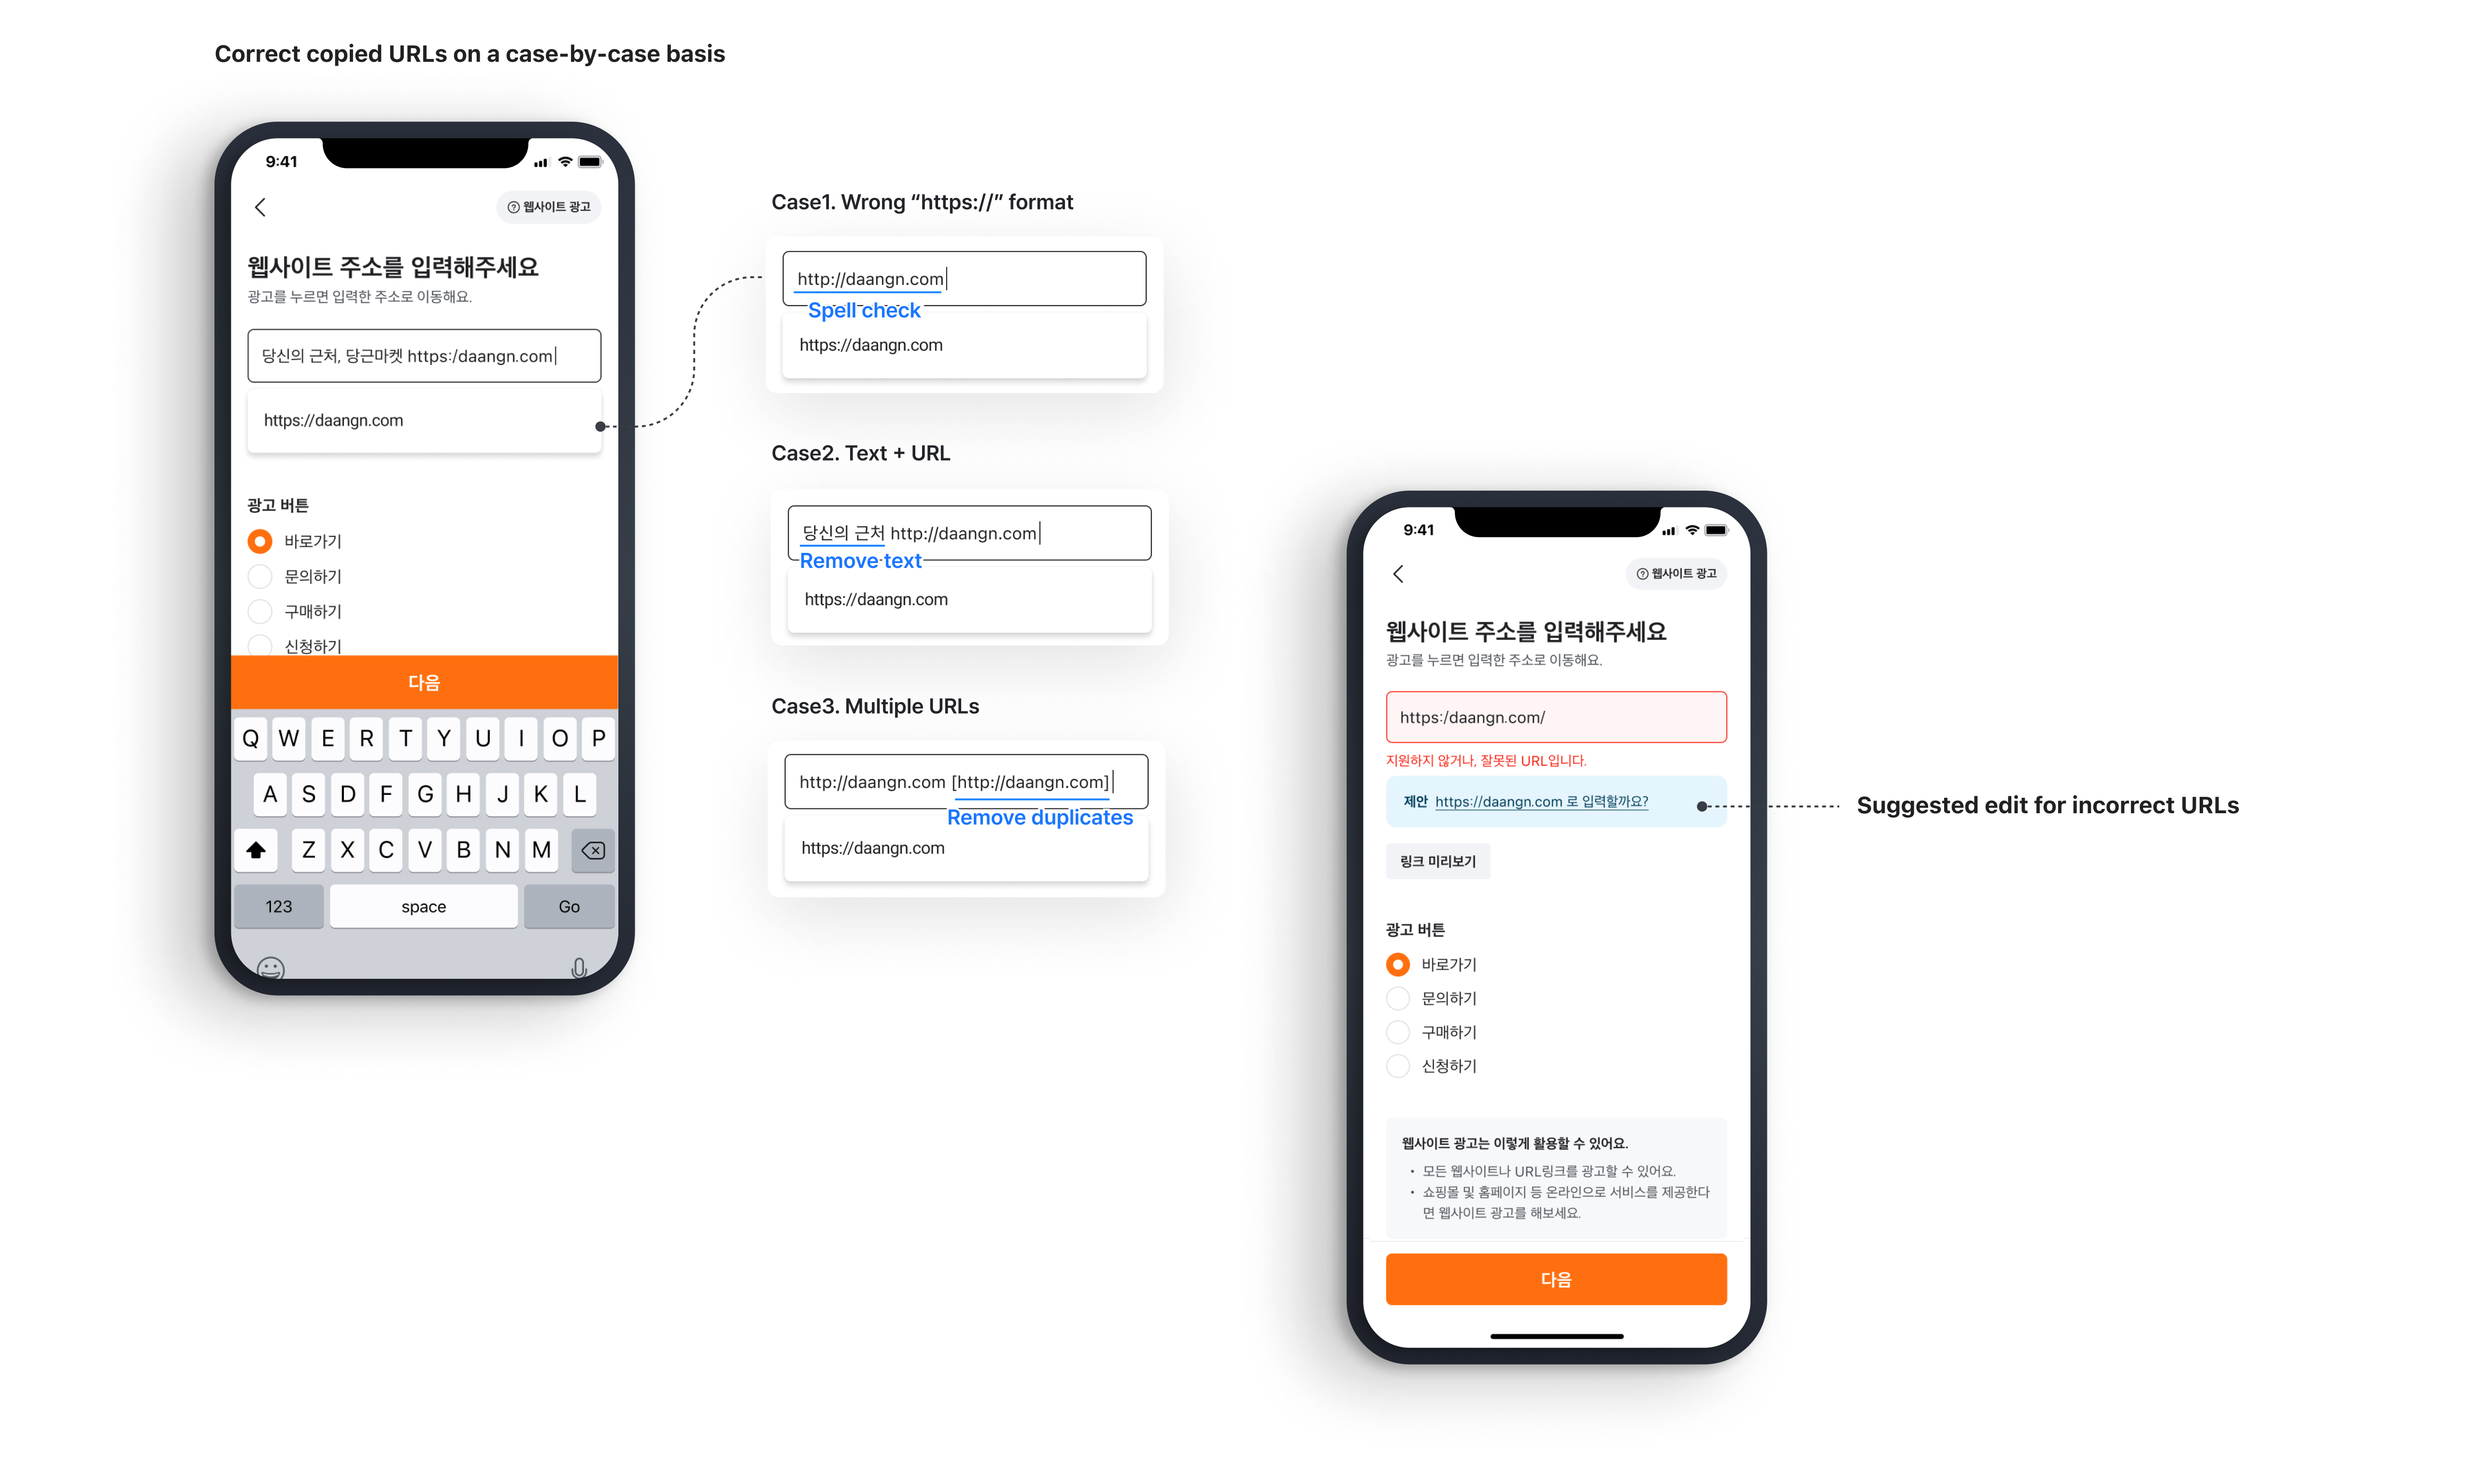 Correct copied URLs on a case-by-case basis
9:41
웹사이트 광고
웹사이트 주소를 입력해주세요
광고를 누르면 입력한 주소로 이동해요.
당신의 근처, 당근마켓 https:/daangn.com
https://daangn.com
광고 버튼
바로가기
문의하기
구매하기
신청하기
다음
Q W E R T Y U I O P
A S D F G H J K L
Z X C V B N M
123 space Go
Case1. Wrong “https://” format
http://daangn.com
Spell check
https://daangn.com
Case2. Text + URL
당신의 근처 http://daangn.com
Remove text
https://daangn.com
Case3. Multiple URLs
http://daangn.com [http://daangn.com]
Remove duplicates
https://daangn.com
9:41
웹사이트 광고
웹사이트 주소를 입력해주세요
광고를 누르면 입력한 주소로 이동해요.
https:/daangn.com/
지원하지 않거나, 잘못된 URL입니다.
제안 https://daangn.com 로 입력할까요?
링크 미리보기
광고 버튼
바로가기
문의하기
구매하기
신청하기
웹사이트 광고는 이렇게 활용할 수 있어요.
• 모든 웹사이트나 URL링크를 광고할 수 있어요.
• 쇼핑몰 및 홈페이지 등 온라인으로 서비스를 제공한다
면 웹사이트 광고를 해보세요.
다음
Suggested edit for incorrect URLs